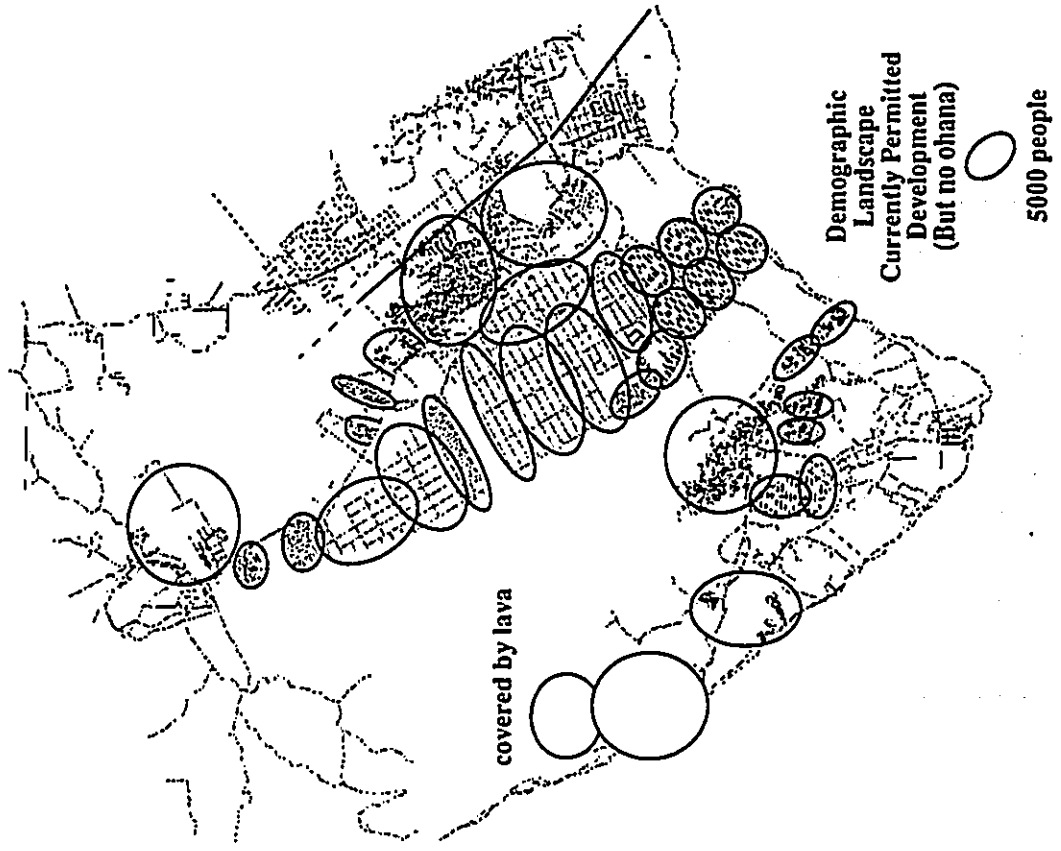 covered by lava
Demographic
Landscape
Currently Permitted
Development
(But no ohana)
5000 people